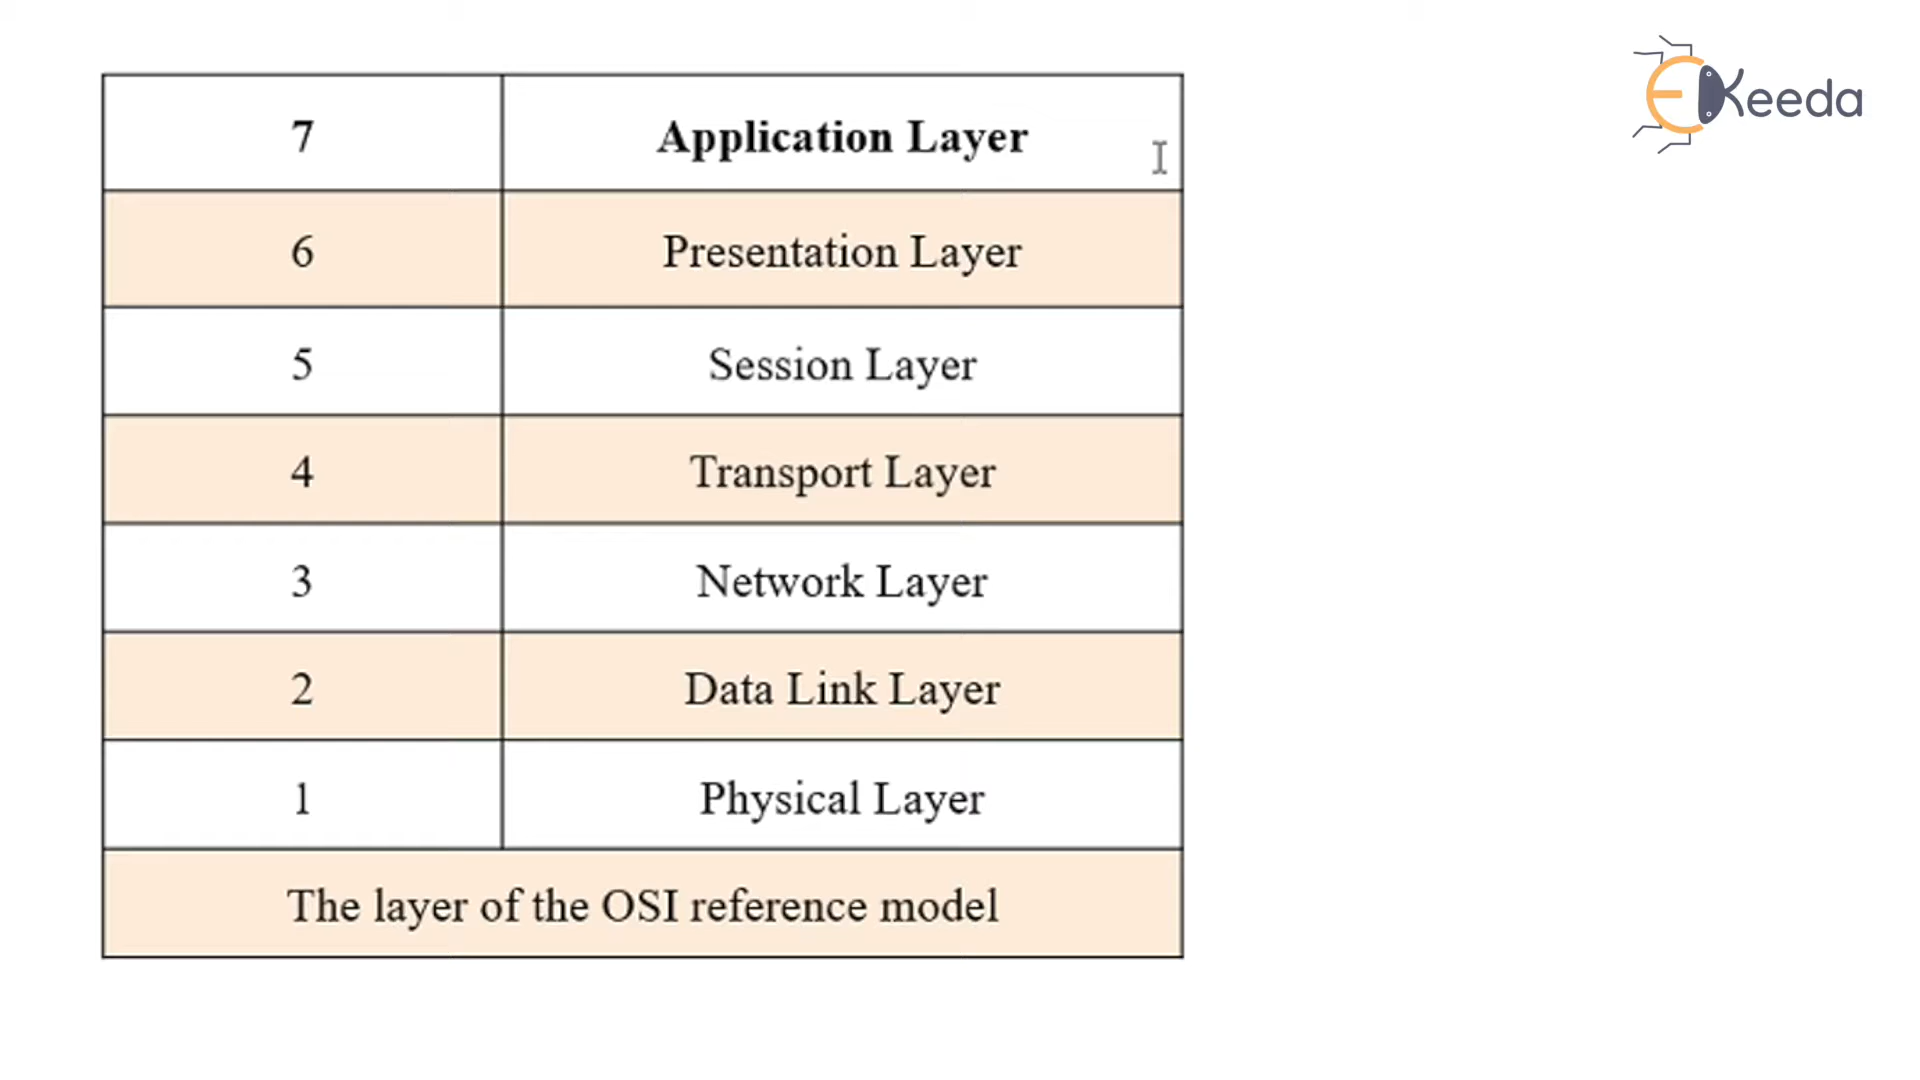 EKeeda
7 Application Layer
6 Presentation Layer
5 Session Layer
4 Transport Layer
3 Network Layer
2 Data Link Layer
1 Physical Layer
The layer of the OSI reference model